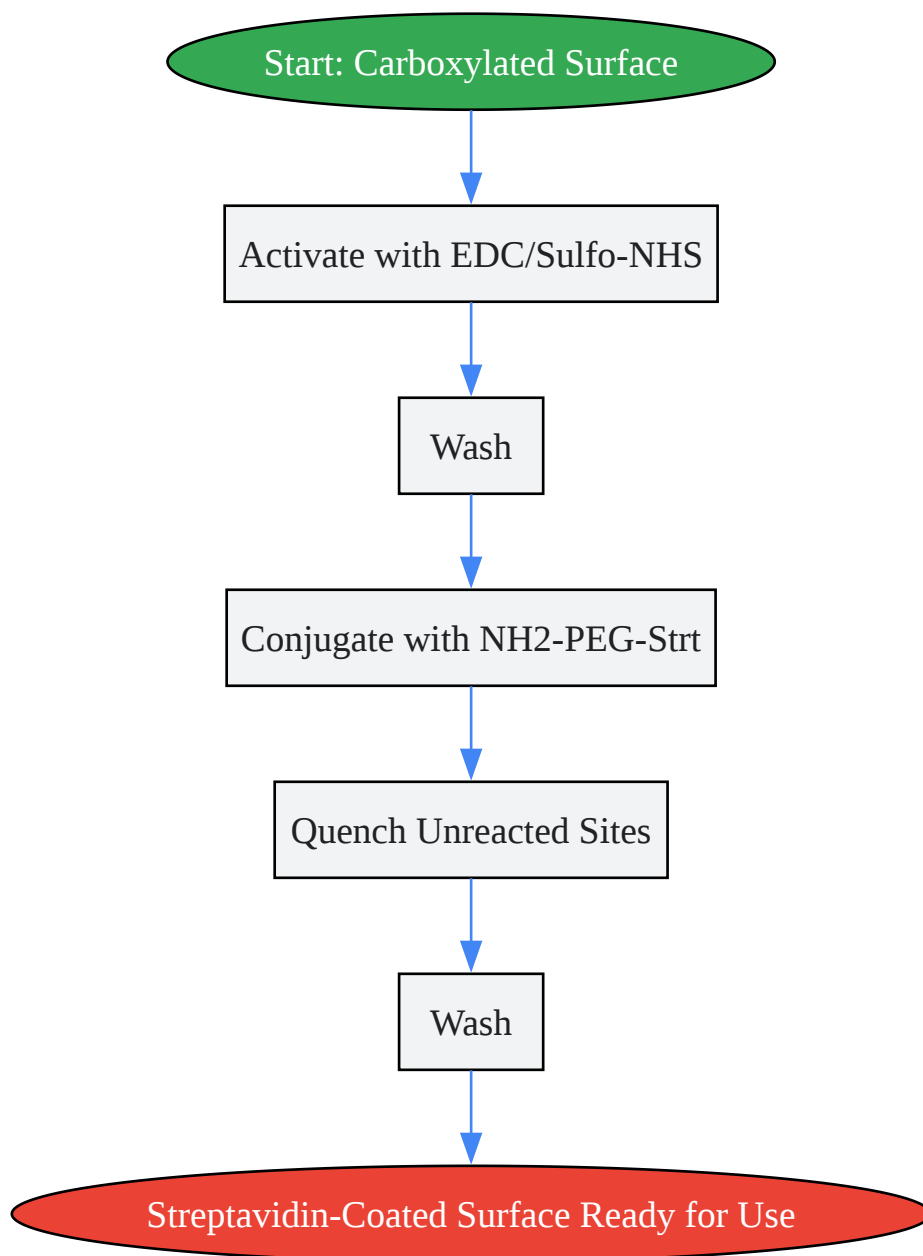 Start: Carboxylated Surface
Activate with EDC/Sulfo-NHS
Wash
Conjugate with NH2-PEG-Strt
Quench Unreacted Sites
Wash
Streptavidin-Coated Surface Ready for Use